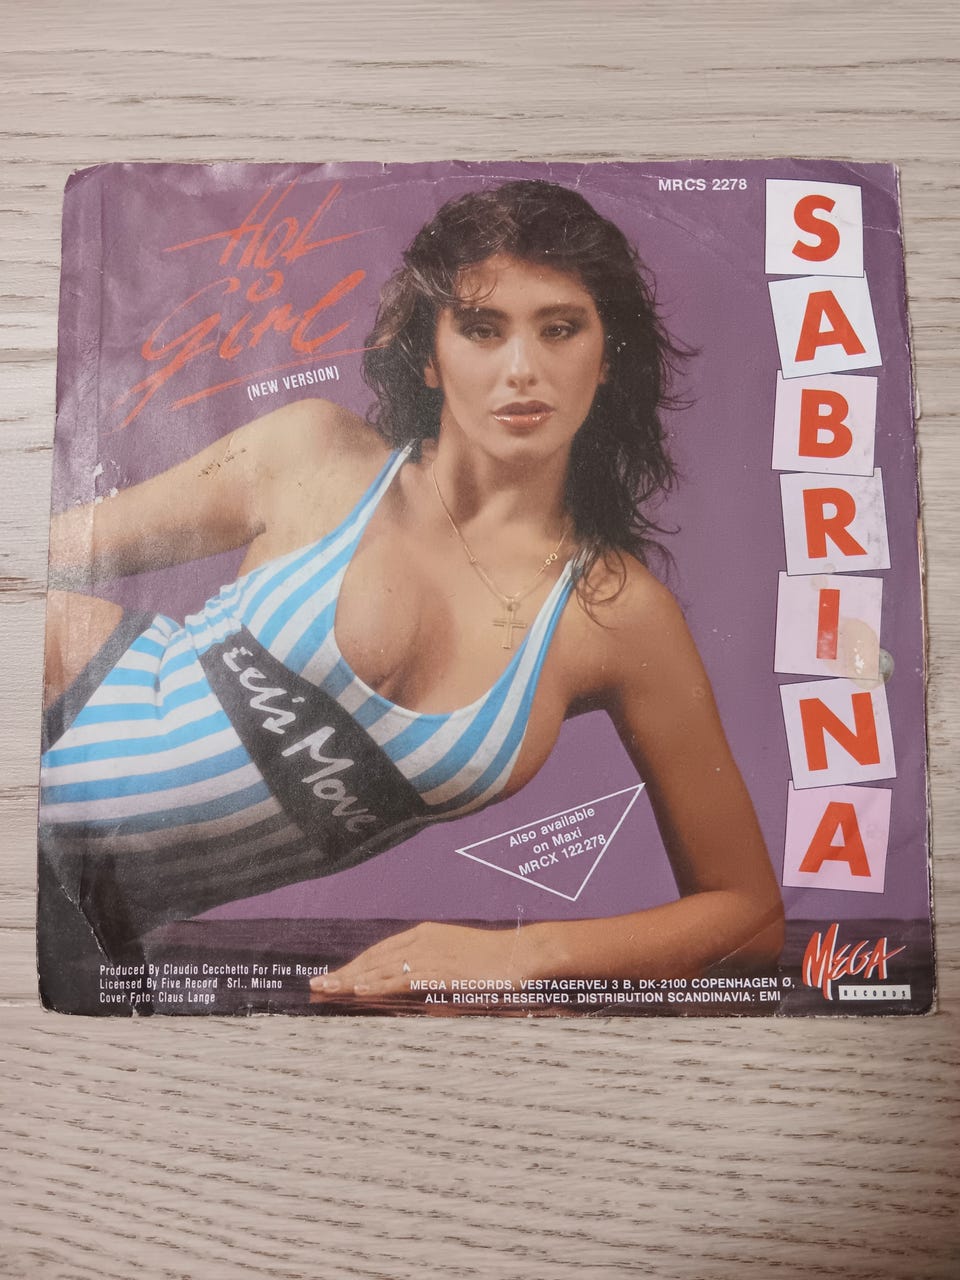 Hot
Girl
(NEW VERSION)
MRCS 2278
SABRINA
Let's Move
Also available
on Maxi
MRCX 122278
Produced By Claudio Cecchetto For Five Record
Licensed By Five Record Srl., Milano
Cover Foto: Claus Lange
MEGA RECORDS, VESTAGERVEJ 3 B, DK-2100 COPENHAGEN Ø,
ALL RIGHTS RESERVED. DISTRIBUTION SCANDINAVIA: EMI
MEGA
RECORDS